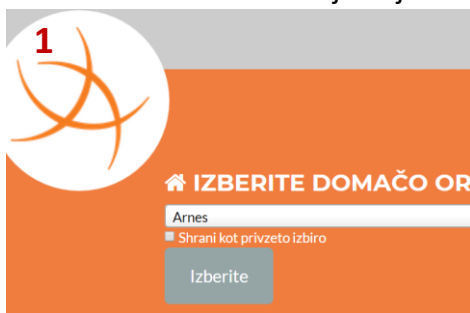 1
IZBERITE DOMAČO OR
Arnes
Shrani kot privzeto izbiro
Izberite